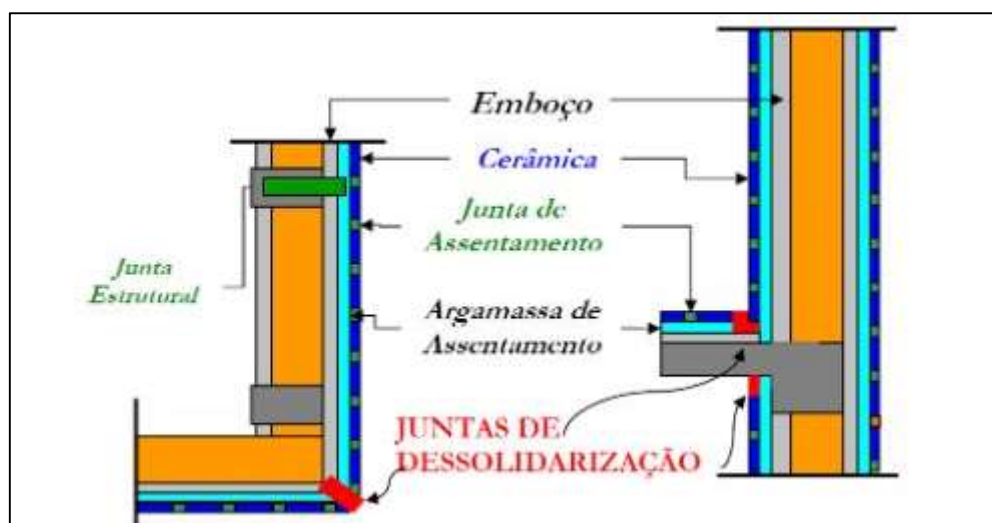 Emboço
Cerâmica
Junta de
Assentamento
Junta
Estrutural
Argamassa de
Assentamento
JUNTAS DE
DESSOLIDARIZAÇÃO